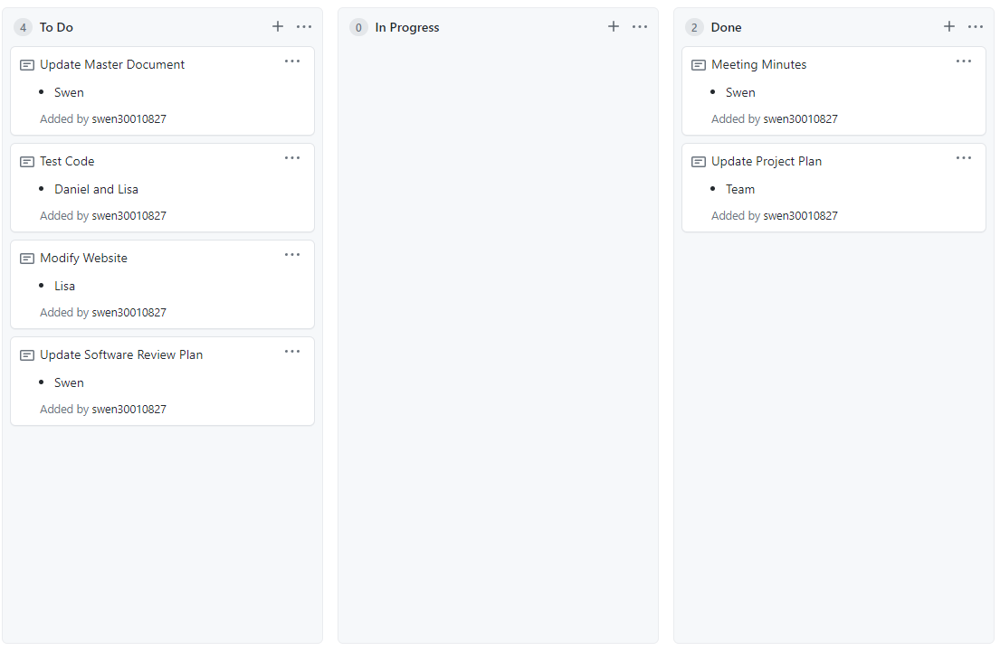 4 To Do
Update Master Document
Swen
Added by swen30010827
Test Code
Daniel and Lisa
Added by swen30010827
Modify Website
Lisa
Added by swen30010827
Update Software Review Plan
Swen
Added by swen30010827
0 In Progress
2 Done
Meeting Minutes
Swen
Added by swen30010827
Update Project Plan
Team
Added by swen30010827